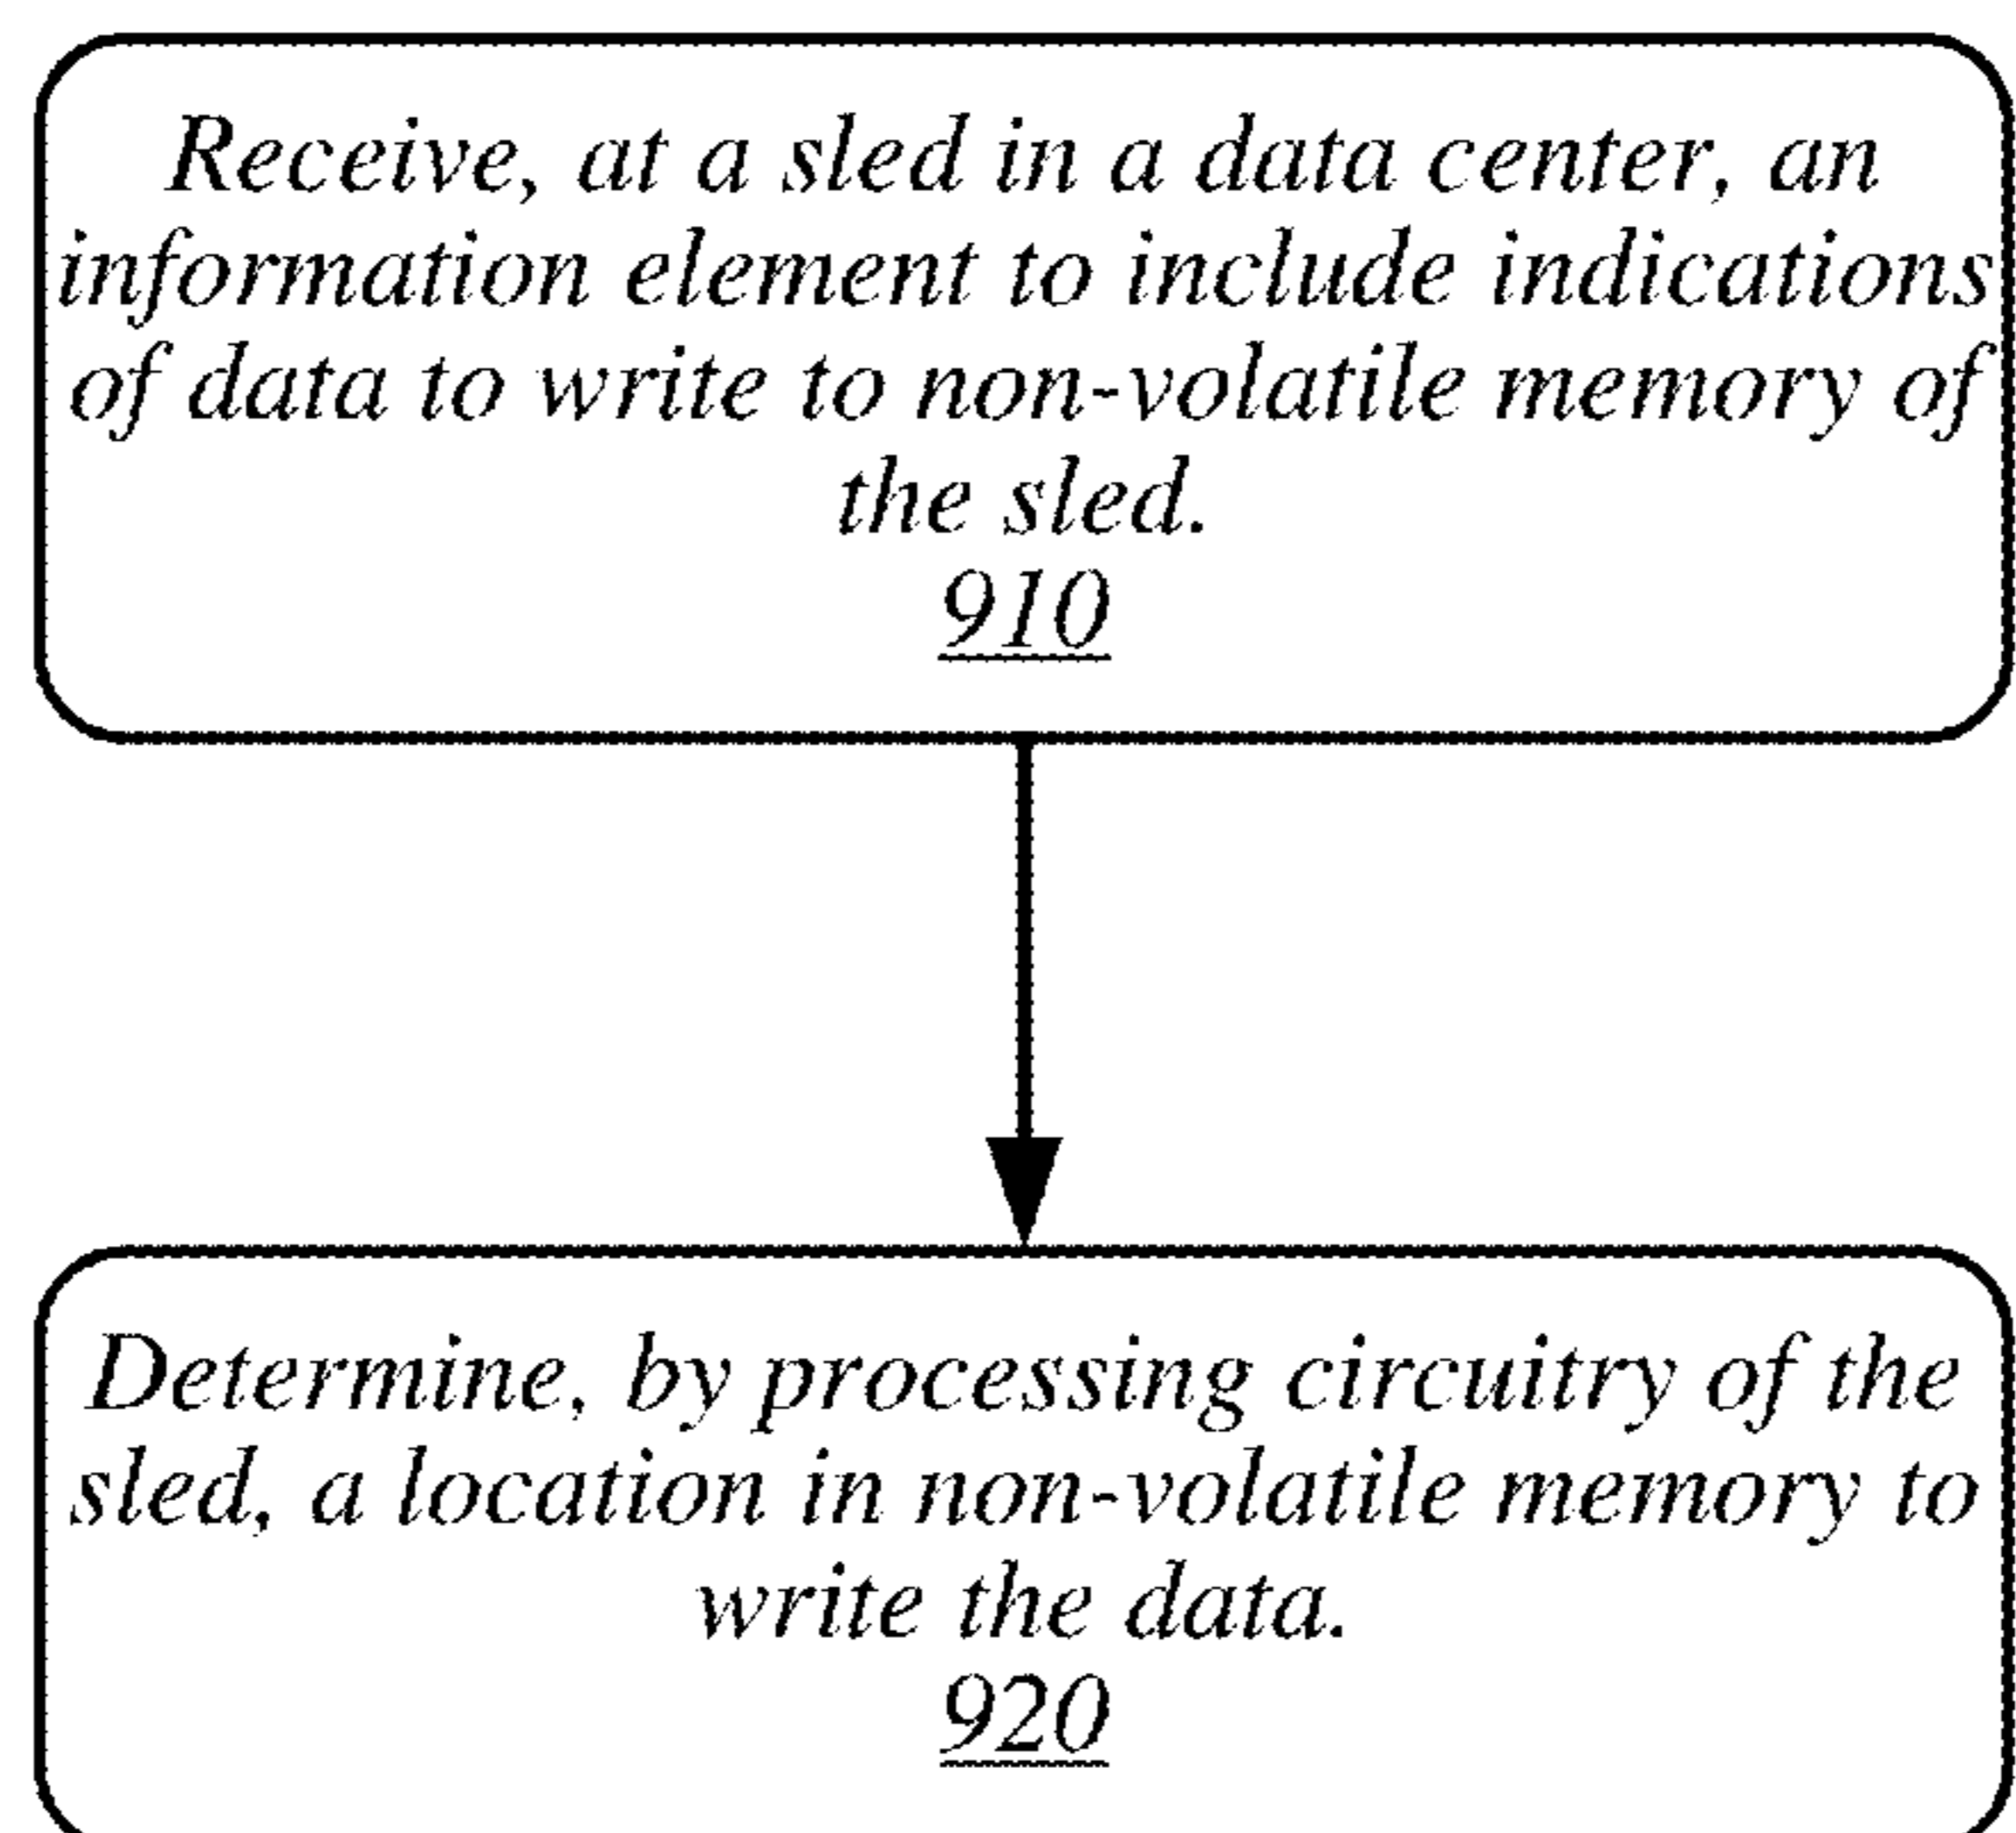 Receive, at a sled in a data center, an
information element to include indications
of data to write to non-volatile memory of
the sled.
910
Determine, by processing circuitry of the
sled, a location in non-volatile memory to
write the data.
920